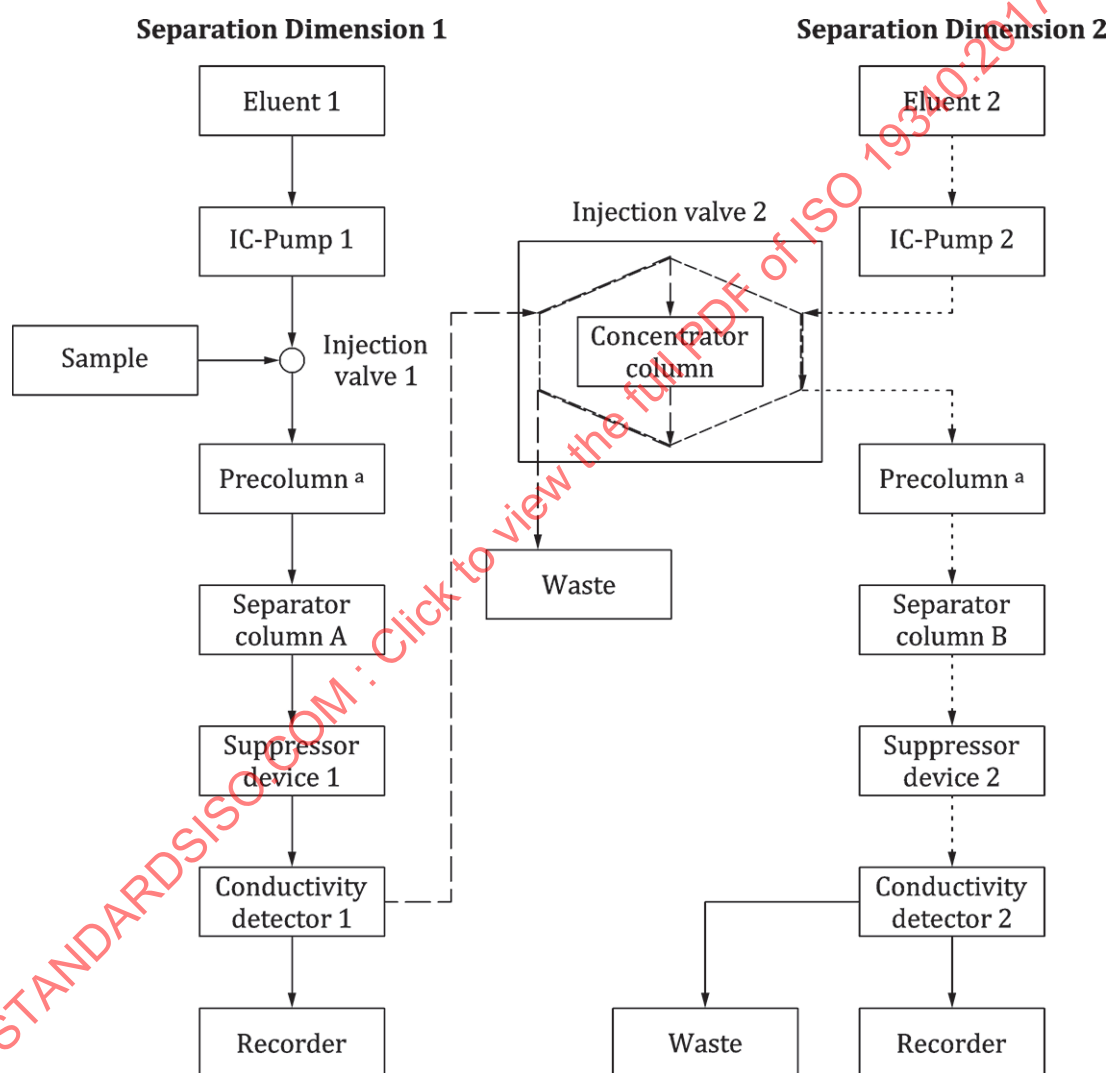 Separation Dimension 1
Separation Dimension 2
Eluent 1
Eluent 2
IC-Pump 1
Injection valve 2
IC-Pump 2
Sample
Injection
valve 1
Concentrator
column
Precolumn a
Precolumn a
Waste
Separator
column A
Separator
column B
Suppressor
device 1
Suppressor
device 2
Conductivity
detector 1
Conductivity
detector 2
Recorder
Waste
Recorder
STANDARDSISO.COM : Click to view the full PDF of ISO 19340:2017